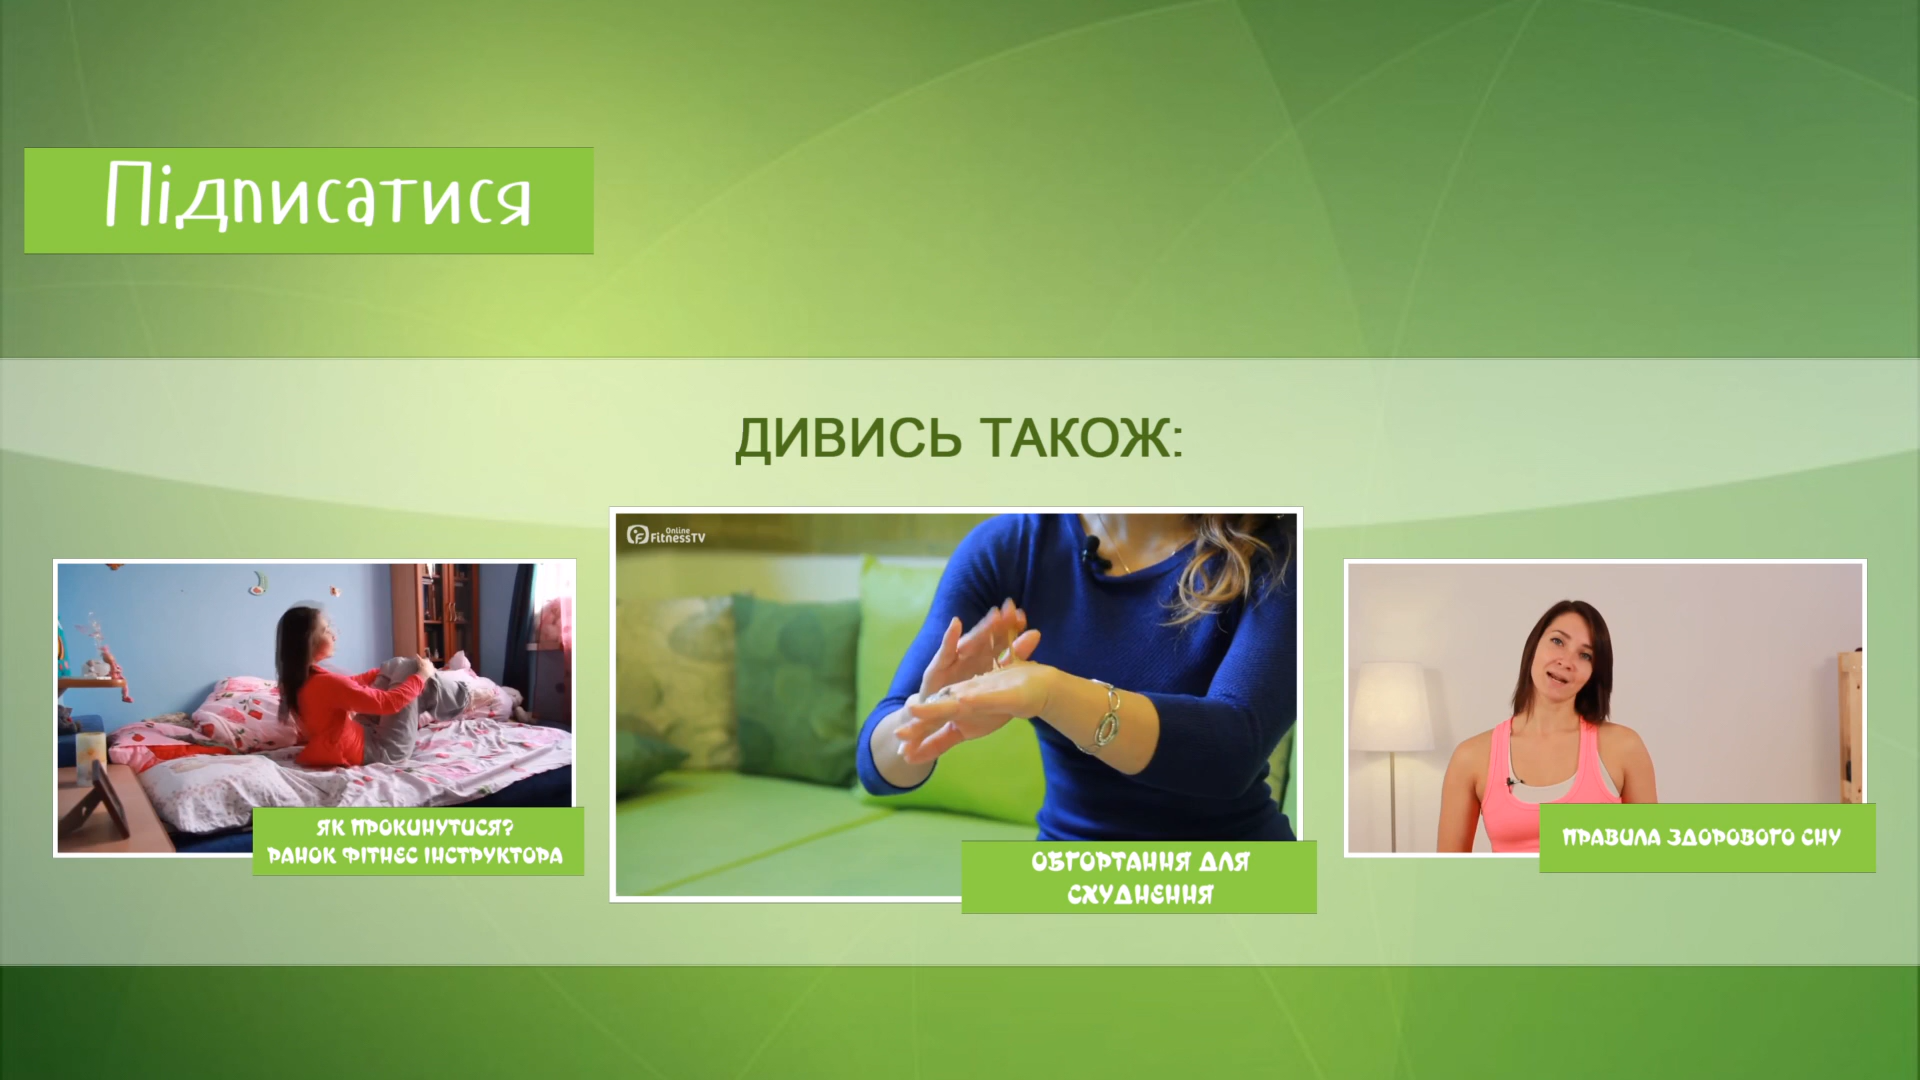 Підписатися
ДИВИСЬ ТАКОЖ:
Online
FitnessTV
ЯК ПРОКИНУТИСЯ?
РАНОК ФІТНЕС ІНСТРУКТОРА
ОБГОРТАННЯ ДЛЯ
СХУДНЕННЯ
ПРАВИЛА ЗДОРОВОГО СНУ